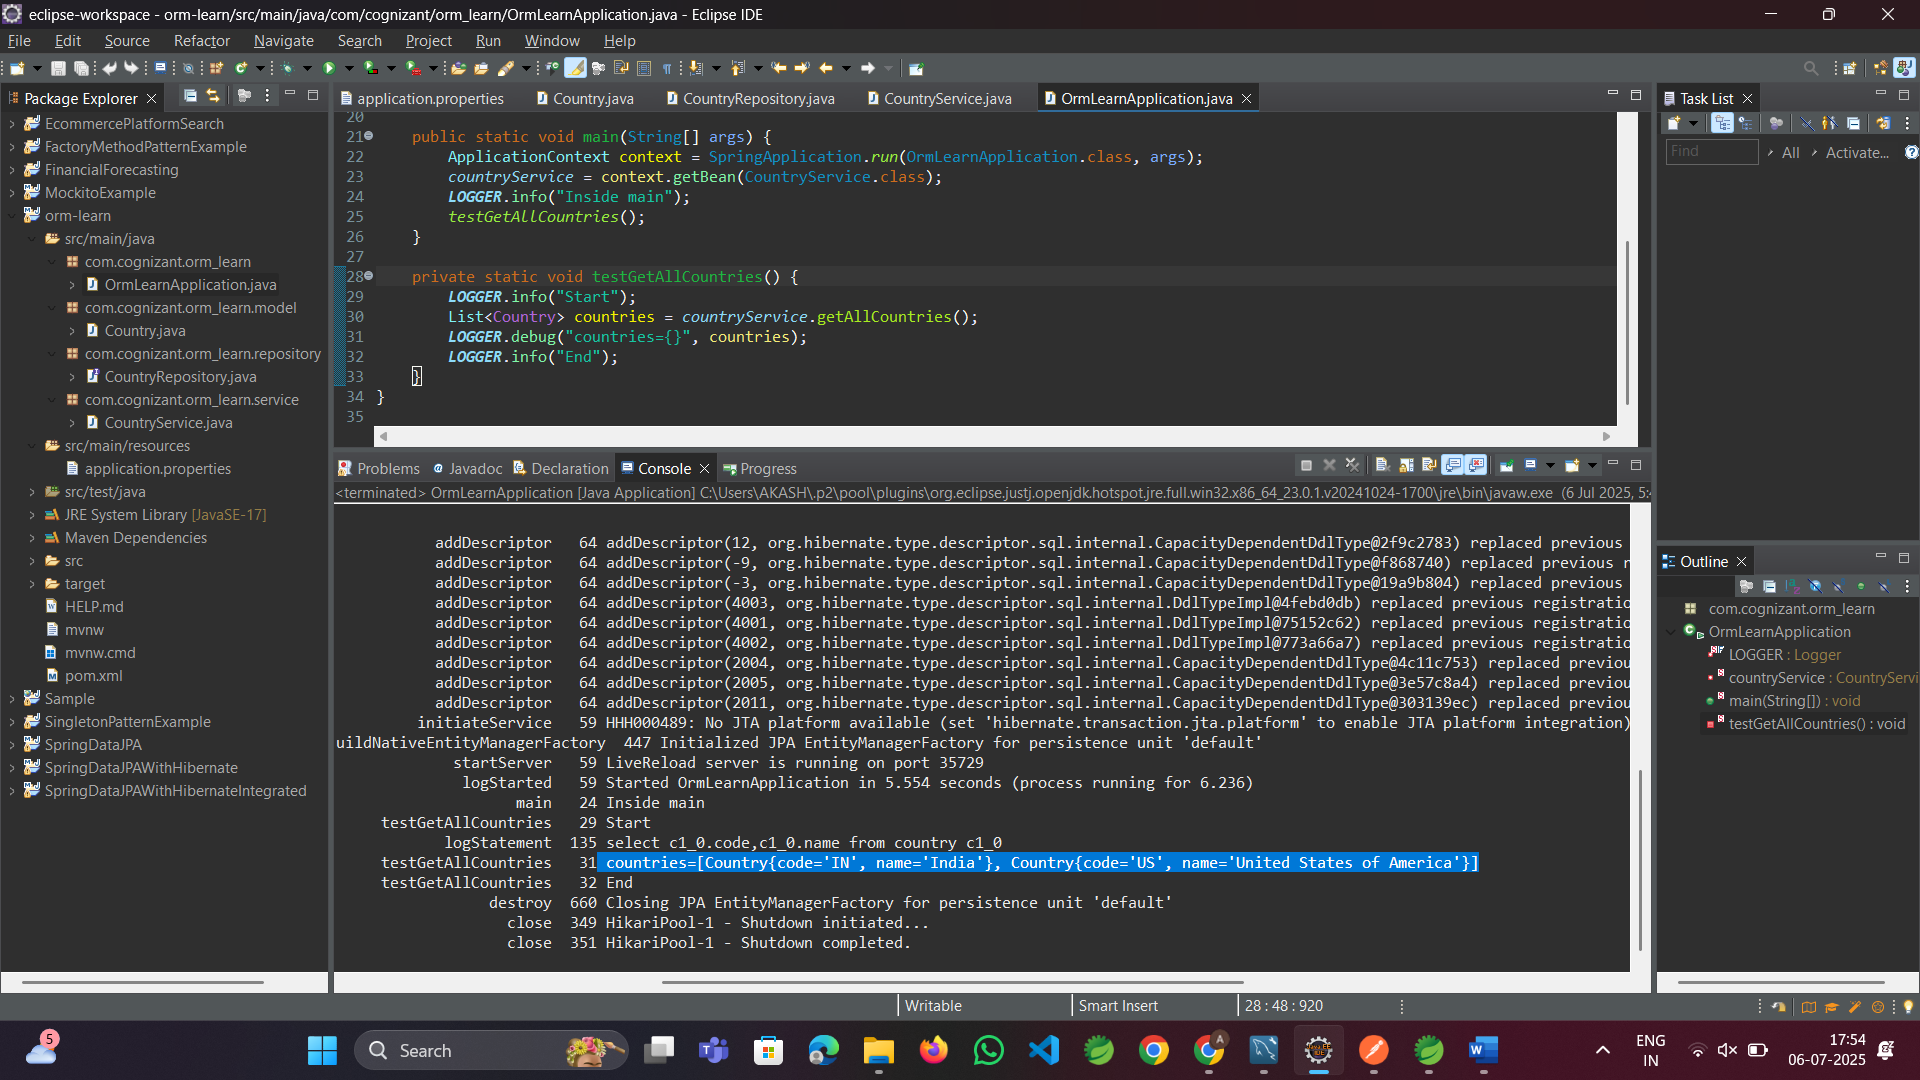 eclipse-workspace - orm-learn/src/main/java/com/cognizant/orm_learn/OrmLearnApplication.java - Eclipse IDE
File Edit Source Refactor Navigate Search Project Run Window Help
Package Explorer
EcommercePlatformSearch
FactoryMethodPatternExample
FinancialForecasting
MockitoExample
orm-learn
src/main/java
com.cognizant.orm_learn
OrmLearnApplication.java
com.cognizant.orm_learn.model
Country.java
com.cognizant.orm_learn.repository
CountryRepository.java
com.cognizant.orm_learn.service
CountryService.java
src/main/resources
application.properties
src/test/java
JRE System Library [JavaSE-17]
Maven Dependencies
src
target
HELP.md
mvnw
mvnw.cmd
pom.xml
Sample
SingletonPatternExample
SpringDataJPA
SpringDataJPAWithHibernate
SpringDataJPAWithHibernateIntegrated
application.properties Country.java CountryRepository.java CountryService.java OrmLearnApplication.java
20
21 public static void main(String[] args) {
22 ApplicationContext context = SpringApplication.run(OrmLearnApplication.class, args);
23 countryService = context.getBean(CountryService.class);
24 LOGGER.info("Inside main");
25 testGetAllCountries();
26 }
27
28 private static void testGetAllCountries() {
29 LOGGER.info("Start");
30 List<Country> countries = countryService.getAllCountries();
31 LOGGER.debug("countries={}", countries);
32 LOGGER.info("End");
33 }
34 }
35
Problems Javadoc Declaration Console Progress
<terminated> OrmLearnApplication [Java Application] C:\Users\AKASH\.p2\pool\plugins\org.eclipse.justj.openjdk.hotspot.jre.full.win32.x86_64_23.0.1.v20241024-1700\jre\bin\javaw.exe (6 Jul 2025, 5:4
addDescriptor 64 addDescriptor(12, org.hibernate.type.descriptor.sql.internal.CapacityDependentDdlType@2f9c2783) replaced previous
addDescriptor 64 addDescriptor(-9, org.hibernate.type.descriptor.sql.internal.CapacityDependentDdlType@f868740) replaced previous r
addDescriptor 64 addDescriptor(-3, org.hibernate.type.descriptor.sql.internal.CapacityDependentDdlType@19a9b804) replaced previous
addDescriptor 64 addDescriptor(4003, org.hibernate.type.descriptor.sql.internal.DdlTypeImpl@4febd0db) replaced previous registratio
addDescriptor 64 addDescriptor(4001, org.hibernate.type.descriptor.sql.internal.DdlTypeImpl@75152c62) replaced previous registratio
addDescriptor 64 addDescriptor(4002, org.hibernate.type.descriptor.sql.internal.DdlTypeImpl@773a66a7) replaced previous registratio
addDescriptor 64 addDescriptor(2004, org.hibernate.type.descriptor.sql.internal.CapacityDependentDdlType@4c11c753) replaced previou
addDescriptor 64 addDescriptor(2005, org.hibernate.type.descriptor.sql.internal.CapacityDependentDdlType@3e57c8a4) replaced previou
addDescriptor 64 addDescriptor(2011, org.hibernate.type.descriptor.sql.internal.CapacityDependentDdlType@303139ec) replaced previou
initiateService 59 HHH000489: No JTA platform available (set 'hibernate.transaction.jta.platform' to enable JTA platform integration)
uildNativeEntityManagerFactory 447 Initialized JPA EntityManagerFactory for persistence unit 'default'
startServer 59 LiveReload server is running on port 35729
logStarted 59 Started OrmLearnApplication in 5.554 seconds (process running for 6.236)
main 24 Inside main
testGetAllCountries 29 Start
logStatement 135 select c1_0.code,c1_0.name from country c1_0
testGetAllCountries 31 countries=[Country{code='IN', name='India'}, Country{code='US', name='United States of America'}]
testGetAllCountries 32 End
destroy 660 Closing JPA EntityManagerFactory for persistence unit 'default'
close 349 HikariPool-1 - Shutdown initiated...
close 351 HikariPool-1 - Shutdown completed.
Task List
Find All Activate...
Outline
com.cognizant.orm_learn
OrmLearnApplication
LOGGER : Logger
countryService : CountryServi
main(String[]) : void
testGetAllCountries() : void
Writable Smart Insert 28 : 48 : 920
5
Search
ENG
IN
17:54
06-07-2025